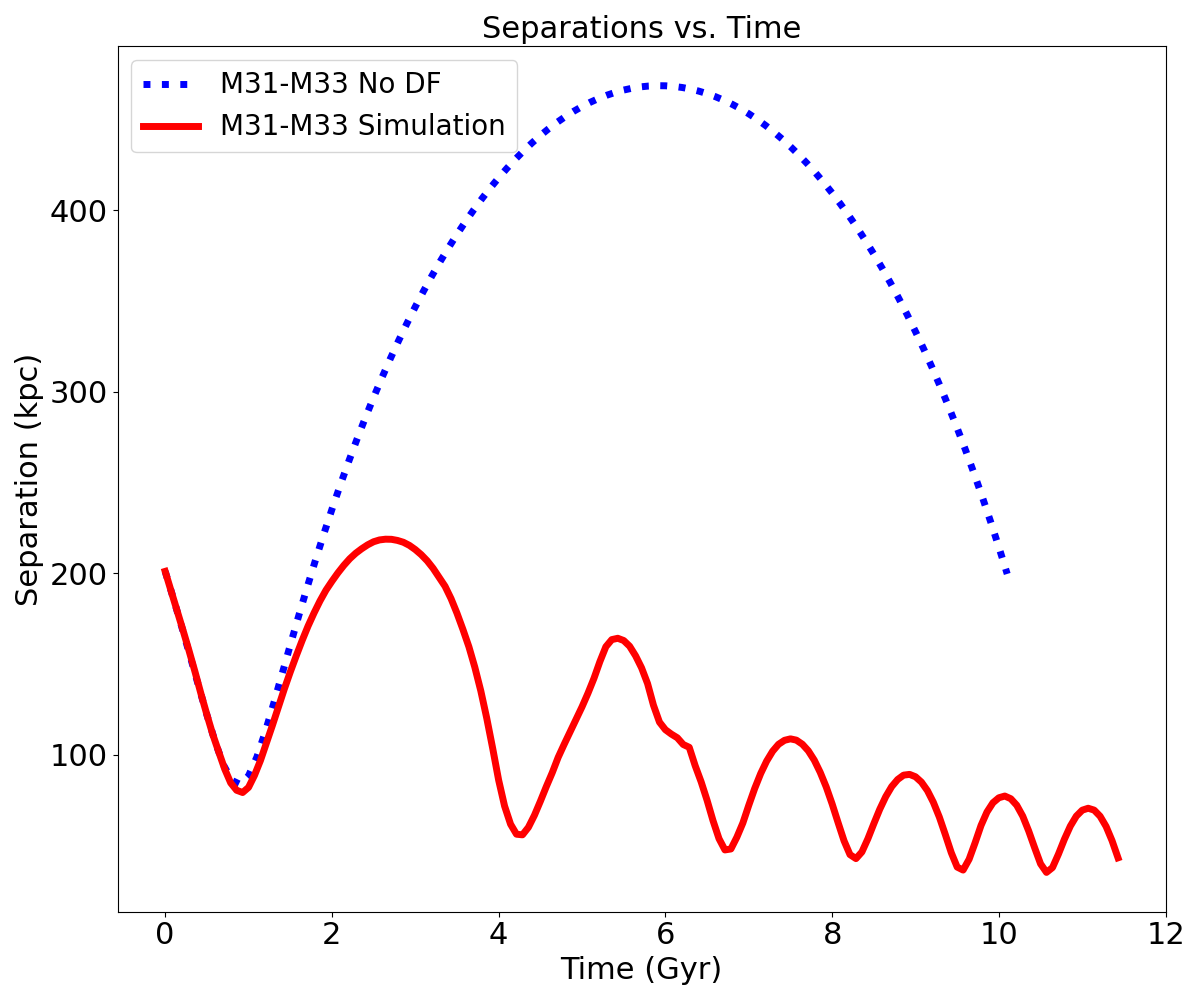 Separations vs. Time
M31-M33 No DF
M31-M33 Simulation
Separation (kpc)
400
300
200
100
0 2 4 6 8 10 12
Time (Gyr)